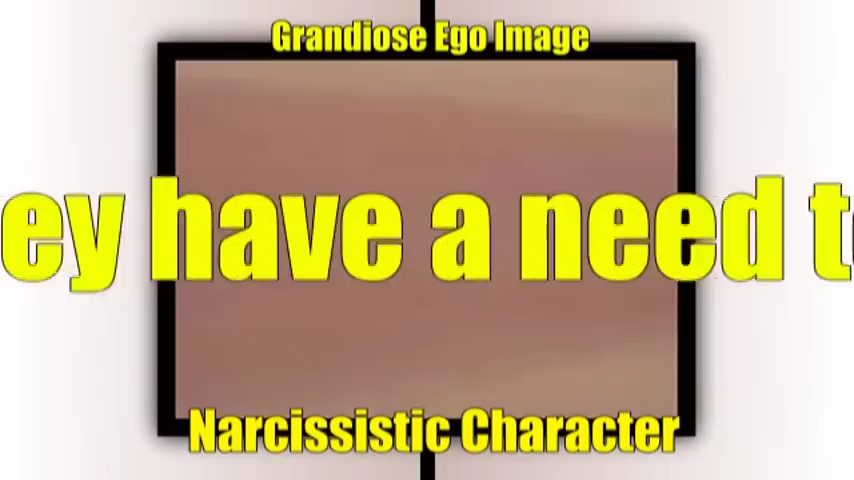 Grandiose Ego Image
ey have a need t
Narcissistic Character